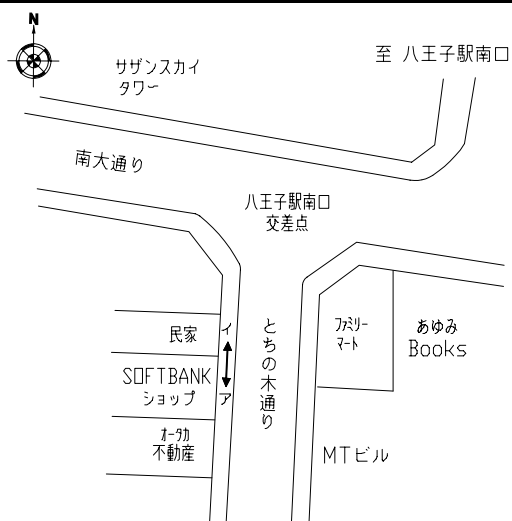 N
至 八王子駅南口
サザンスカイ
タワー
南大通り
八王子駅南口
交差点
民家
イ
SOFTBANK
ショップ
ア
オータカ
不動産
とちの木通り
ファミリー
マート
あゆみ
Books
MTビル